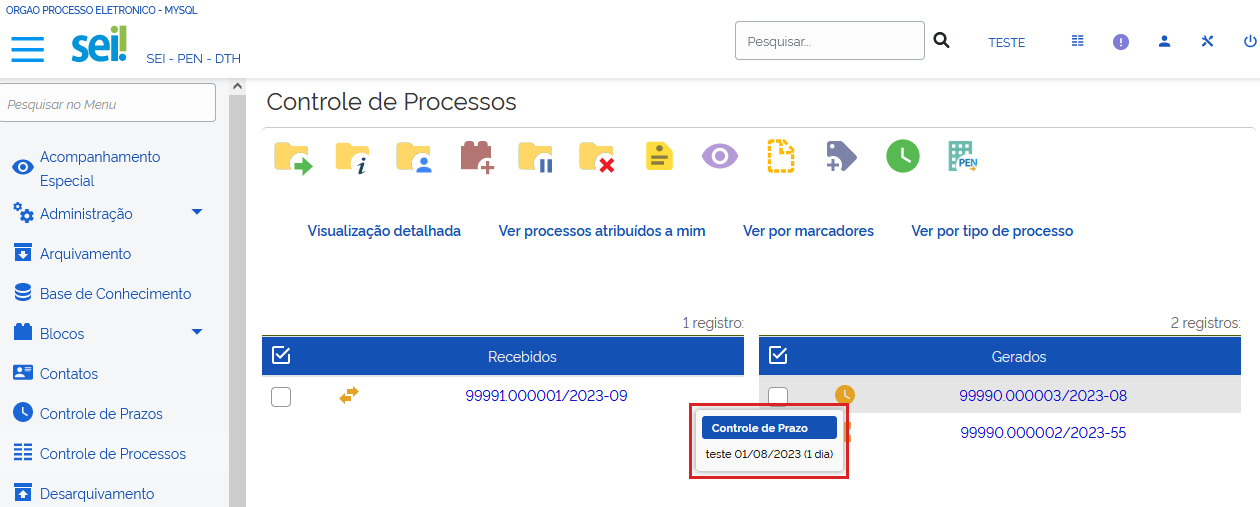 ORGAO PROCESSO ELETRONICO - MYSQL
sei!
SEI - PEN - DTH
Pesquisar...
TESTE
Pesquisar no Menu
Acompanhamento
Especial
Administração
Arquivamento
Base de Conhecimento
Blocos
Contatos
Controle de Prazos
Controle de Processos
Desarquivamento
Controle de Processos
PEN
Visualização detalhada
Ver processos atribuídos a mim
Ver por marcadores
Ver por tipo de processo
1 registro:
Recebidos
99991.000001/2023-09
2 registros:
Gerados
99990.000003/2023-08
99990.000002/2023-55
Controle de Prazo
teste 01/08/2023 (1 dia)